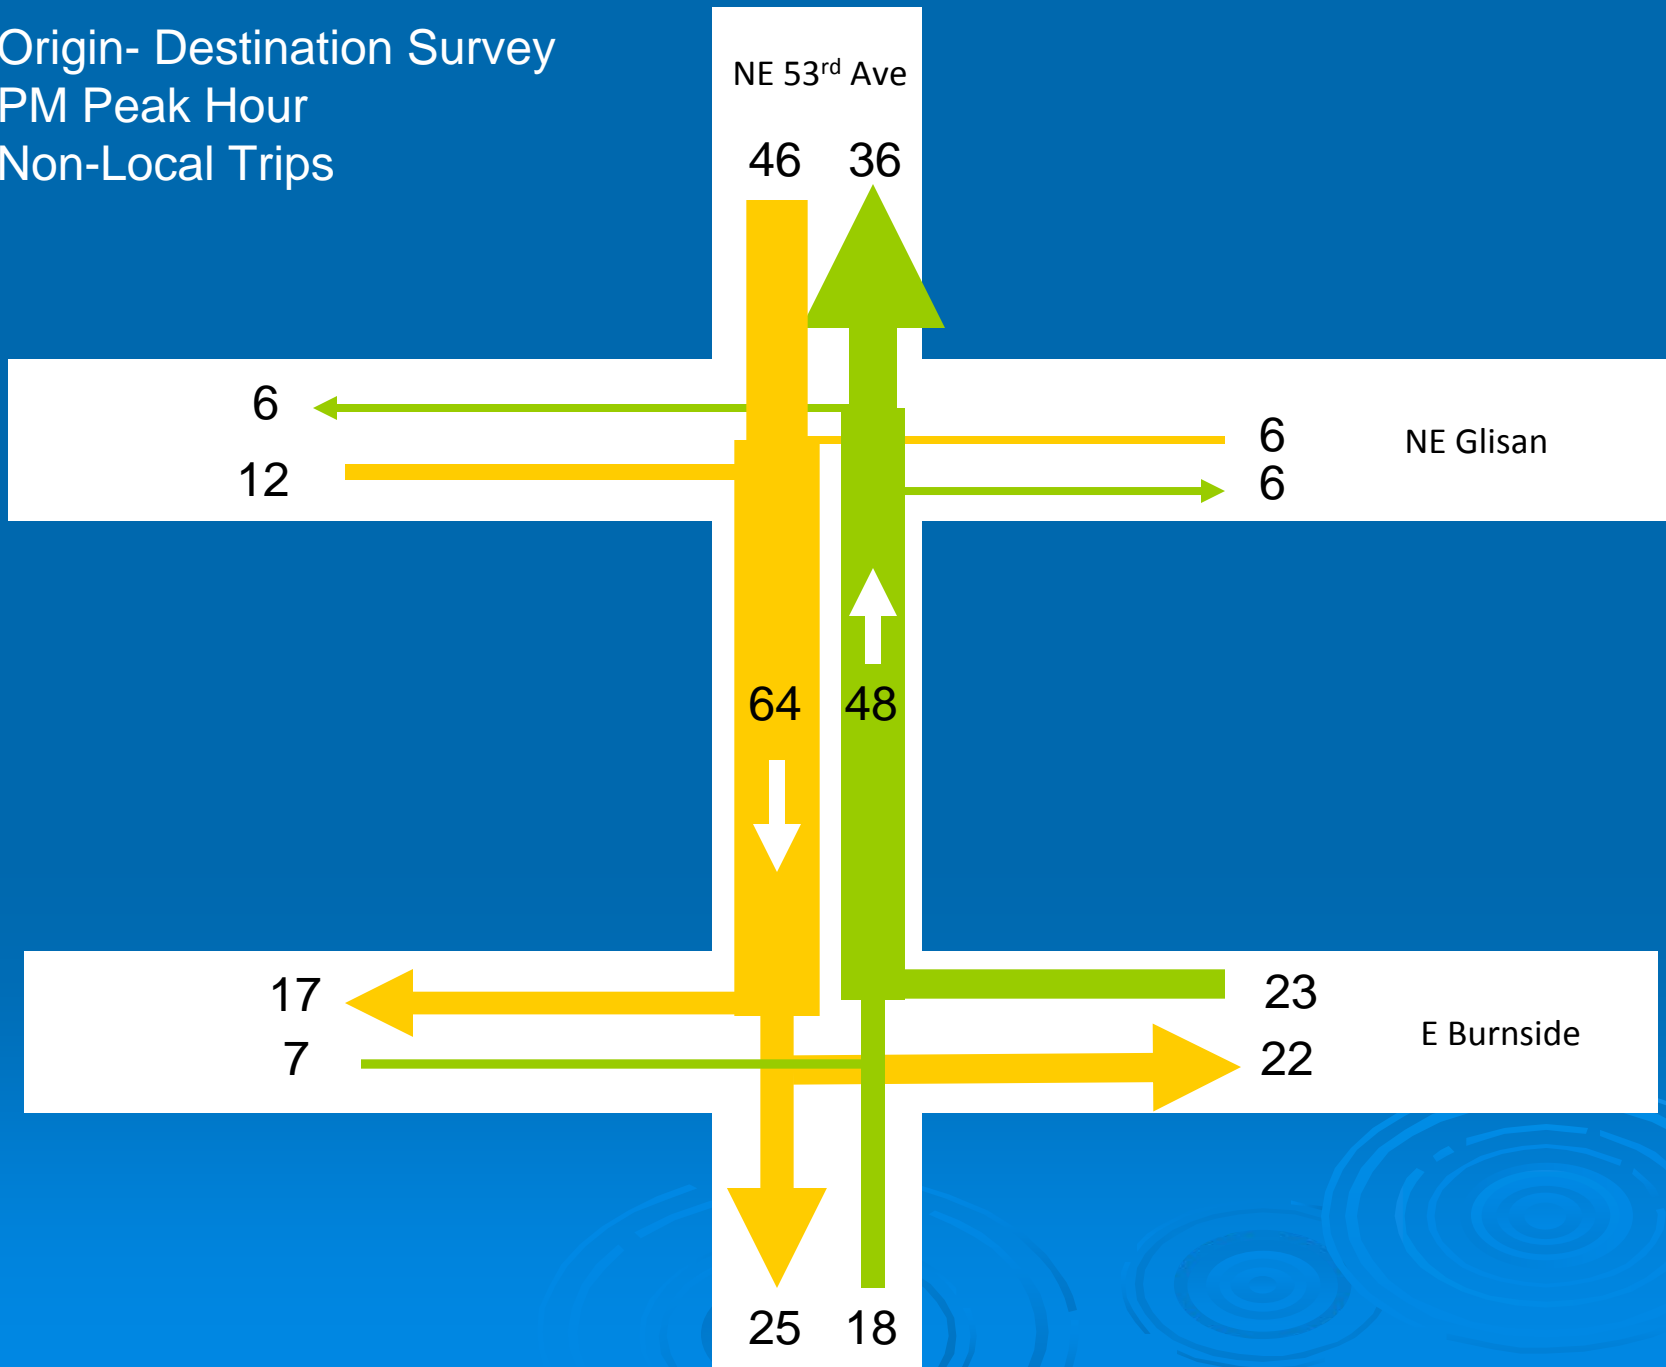 Origin- Destination Survey
PM Peak Hour
Non-Local Trips
NE 53rd Ave
46 36
6
12
6
6
NE Glisan
64 48
17
7
23
22
E Burnside
25 18